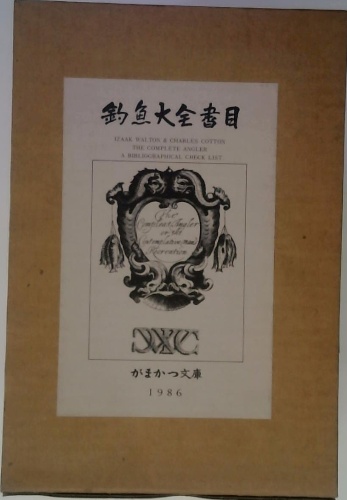 釣魚大全書目
IZAAK WALTON & CHARLES COTTON
THE COMPLETE ANGLER
A BIBLIOGRAPHICAL CHECK LIST
The
Compleat Angler
or the
Contemplative man's
Recreation
がまかつ文庫
1986